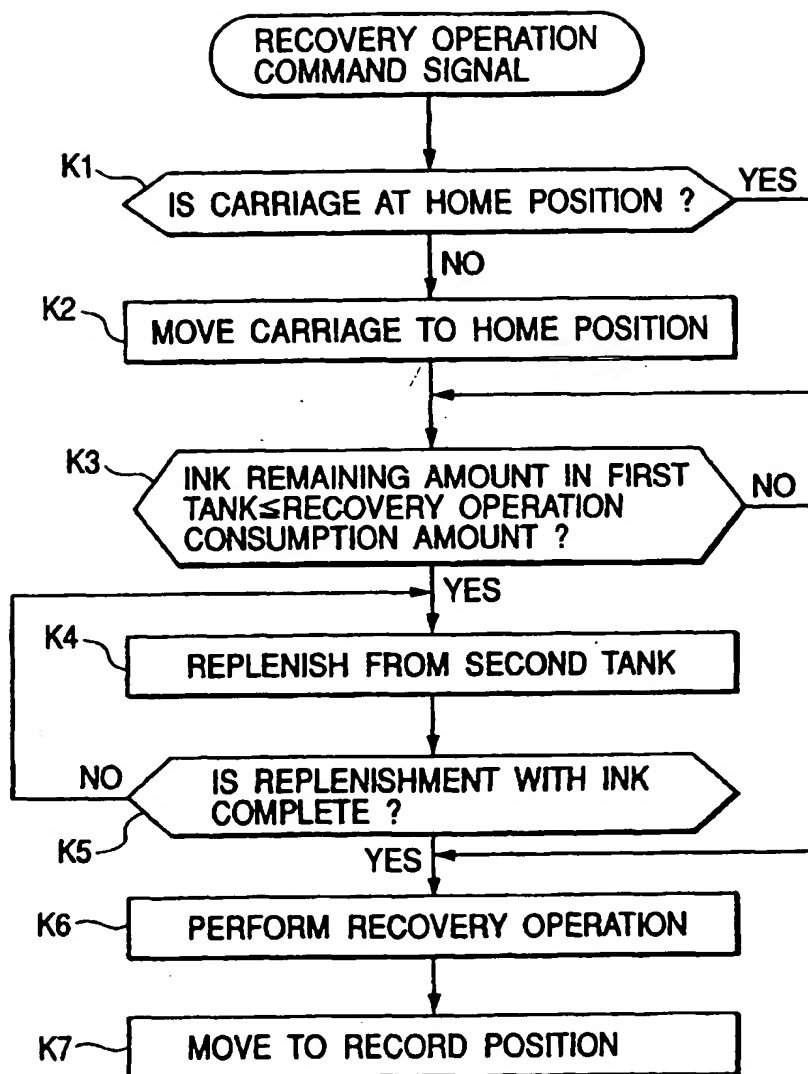 RECOVERY OPERATION
COMMAND SIGNAL
K1
IS CARRIAGE AT HOME POSITION ?
YES
NO
K2
MOVE CARRIAGE TO HOME POSITION
K3
INK REMAINING AMOUNT IN FIRST
TANK≦RECOVERY OPERATION
CONSUMPTION AMOUNT ?
NO
YES
K4
REPLENISH FROM SECOND TANK
NO
IS REPLENISHMENT WITH INK
COMPLETE ?
K5
YES
K6
PERFORM RECOVERY OPERATION
K7
MOVE TO RECORD POSITION